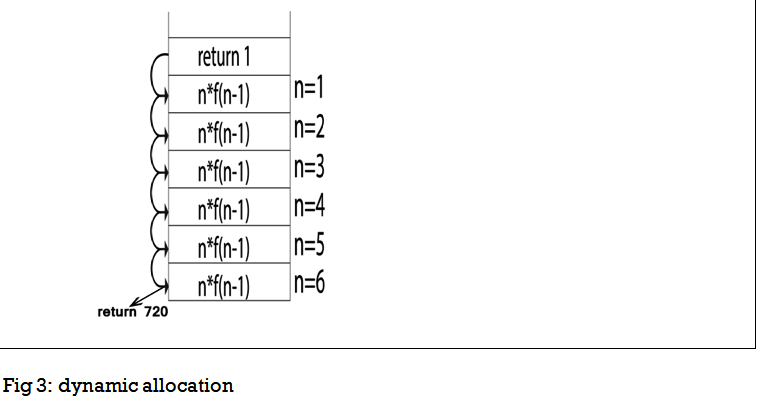 return 1
n*f(n-1) n=1
n*f(n-1) n=2
n*f(n-1) n=3
n*f(n-1) n=4
n*f(n-1) n=5
n*f(n-1) n=6
return 720
Fig 3: dynamic allocation